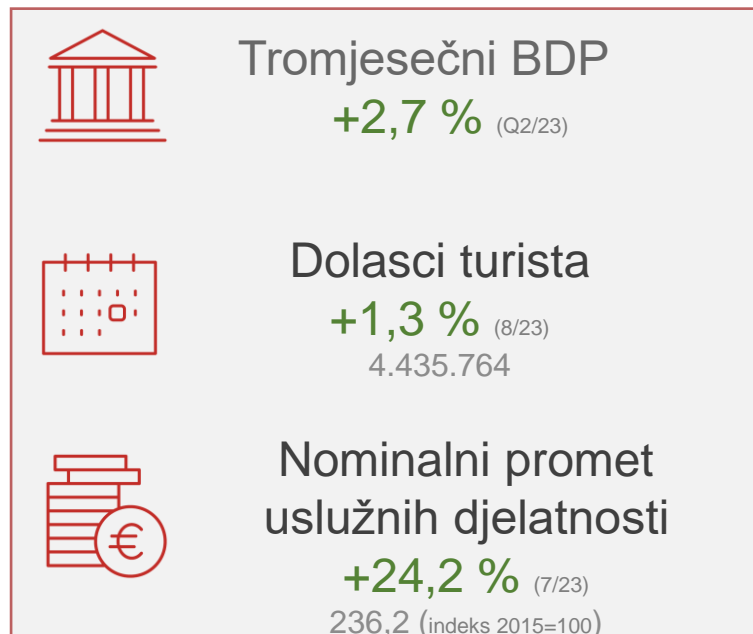 Tromjesečni BDP
+2,7 % (Q2/23)
Dolasci turista
+1,3 % (8/23)
4.435.764
Nominalni promet
uslužnih djelatnosti
€
+24,2 % (7/23)
236,2 (indeks 2015=100)